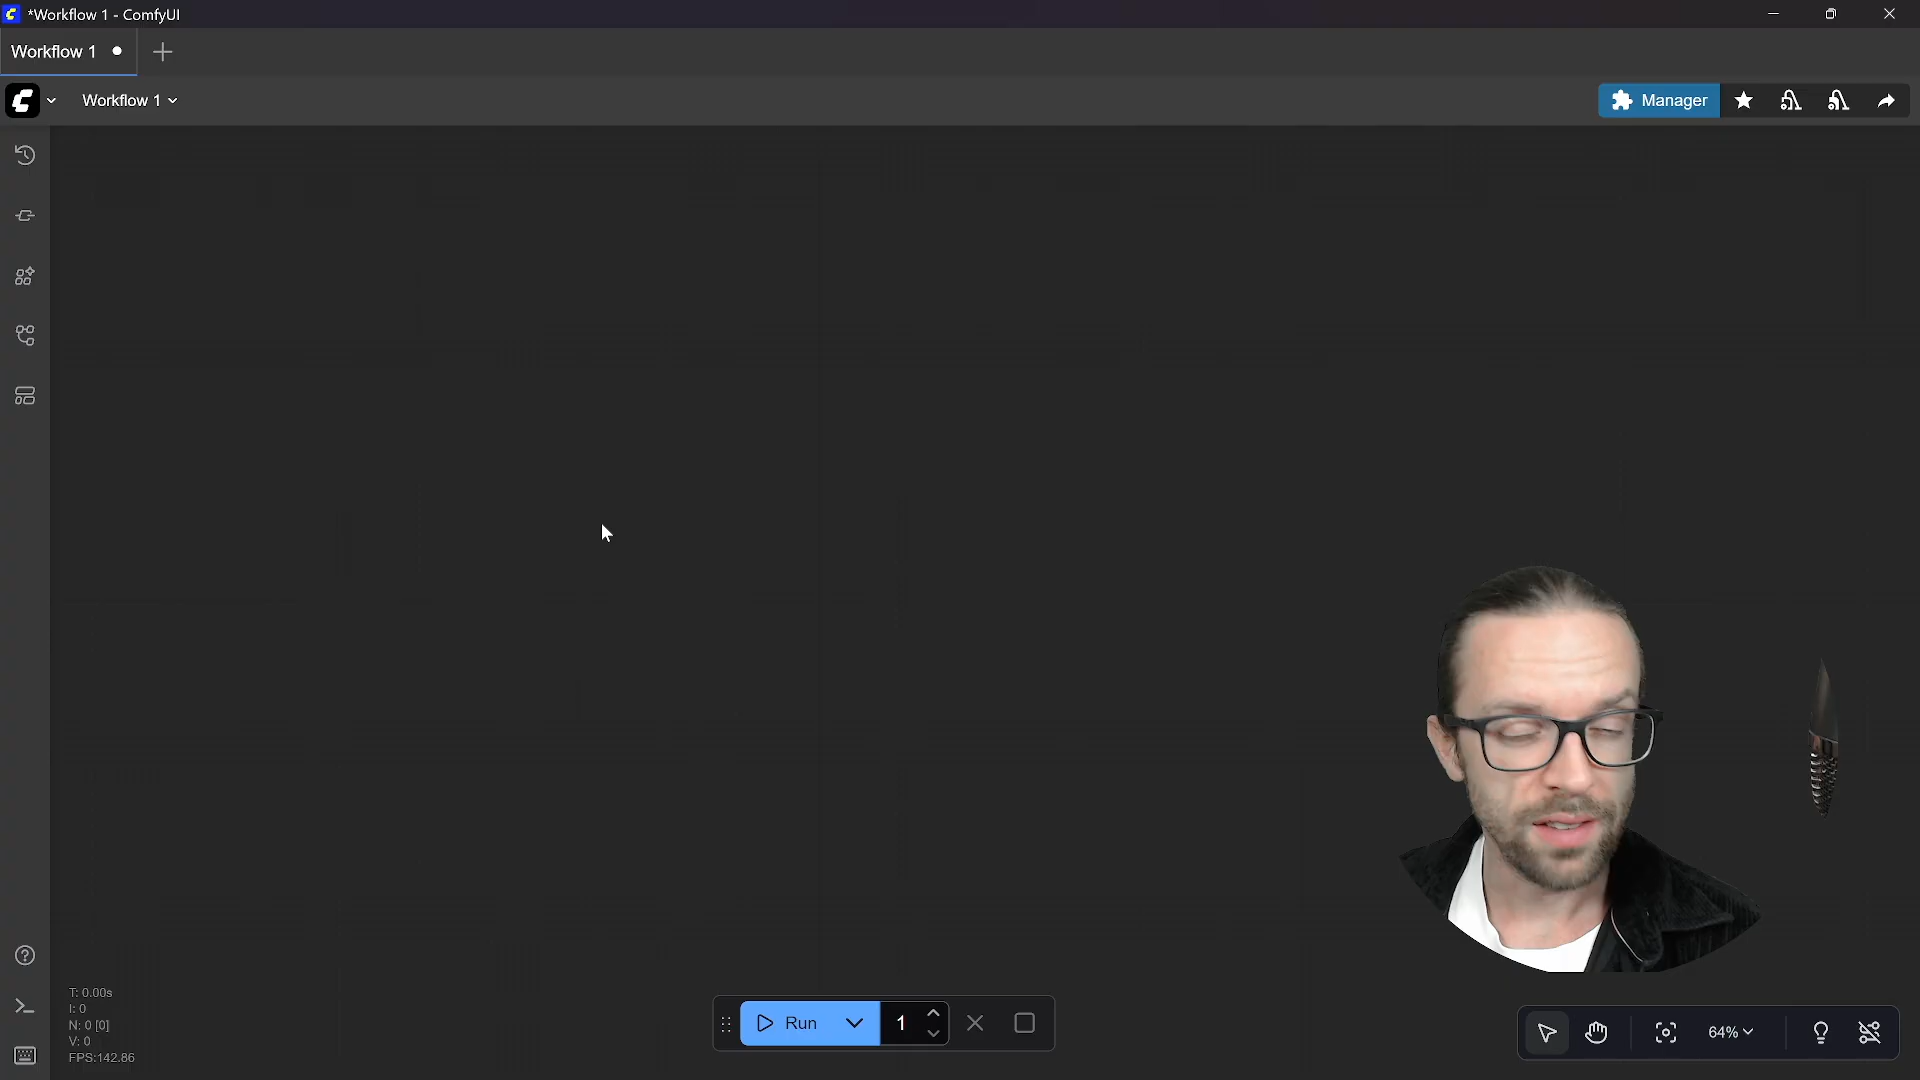 *Workflow 1 - ComfyUI
Workflow 1
Workflow 1
Manager
T: 0.00s
I: 0
N: 0 [0]
V: 0
FPS:142.86
Run
1
64%